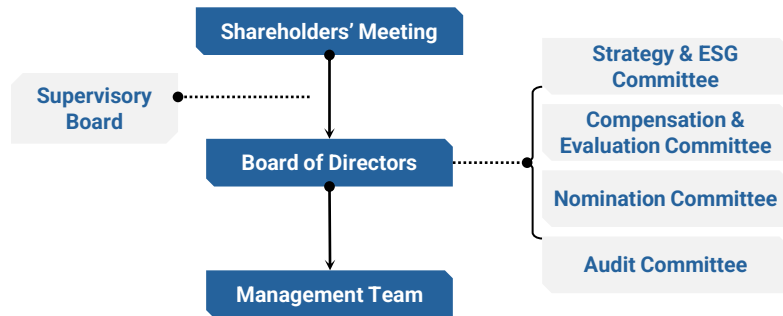 Shareholders’ Meeting
Supervisory
Board
Board of Directors
Management Team
Strategy & ESG
Committee
Compensation &
Evaluation Committee
Nomination Committee
Audit Committee